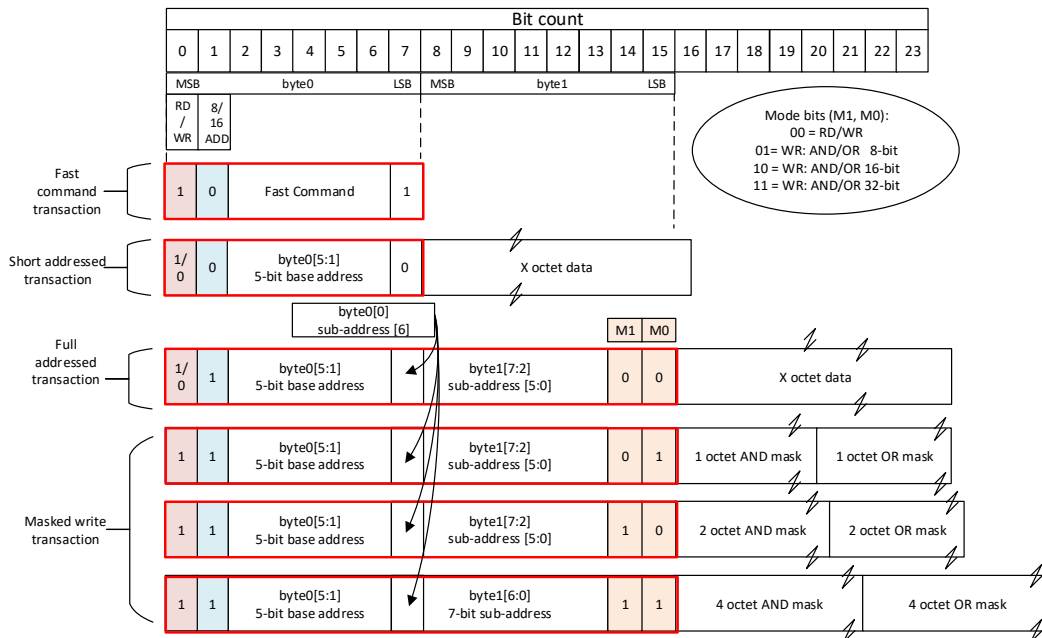 Bit count
0 1 2 3 4 5 6 7 8 9 10 11 12 13 14 15 16 17 18 19 20 21 22 23
MSB byte0 LSB MSB byte1 LSB
RD
/
WR
8/
16
ADD
Mode bits (M1, M0):
00 = RD/WR
01= WR: AND/OR 8-bit
10 = WR: AND/OR 16-bit
11 = WR: AND/OR 32-bit
Fast
command
transaction
1 0 Fast Command 1
Short addressed
transaction
1/
0
0
byte0[5:1]
5-bit base address
0
X octet data
byte0[0]
sub-address [6]
M1 M0
Full
addressed
transaction
1/
0
1
byte0[5:1]
5-bit base address
byte1[7:2]
sub-address [5:0]
0 0
X octet data
Masked write
transaction
1 1
byte0[5:1]
5-bit base address
byte1[7:2]
sub-address [5:0]
0 1
1 octet AND mask
1 octet OR mask
1 1
byte0[5:1]
5-bit base address
byte1[7:2]
sub-address [5:0]
1 0
2 octet AND mask
2 octet OR mask
1 1
byte0[5:1]
5-bit base address
byte1[6:0]
7-bit sub-address
1 1
4 octet AND mask
4 octet OR mask